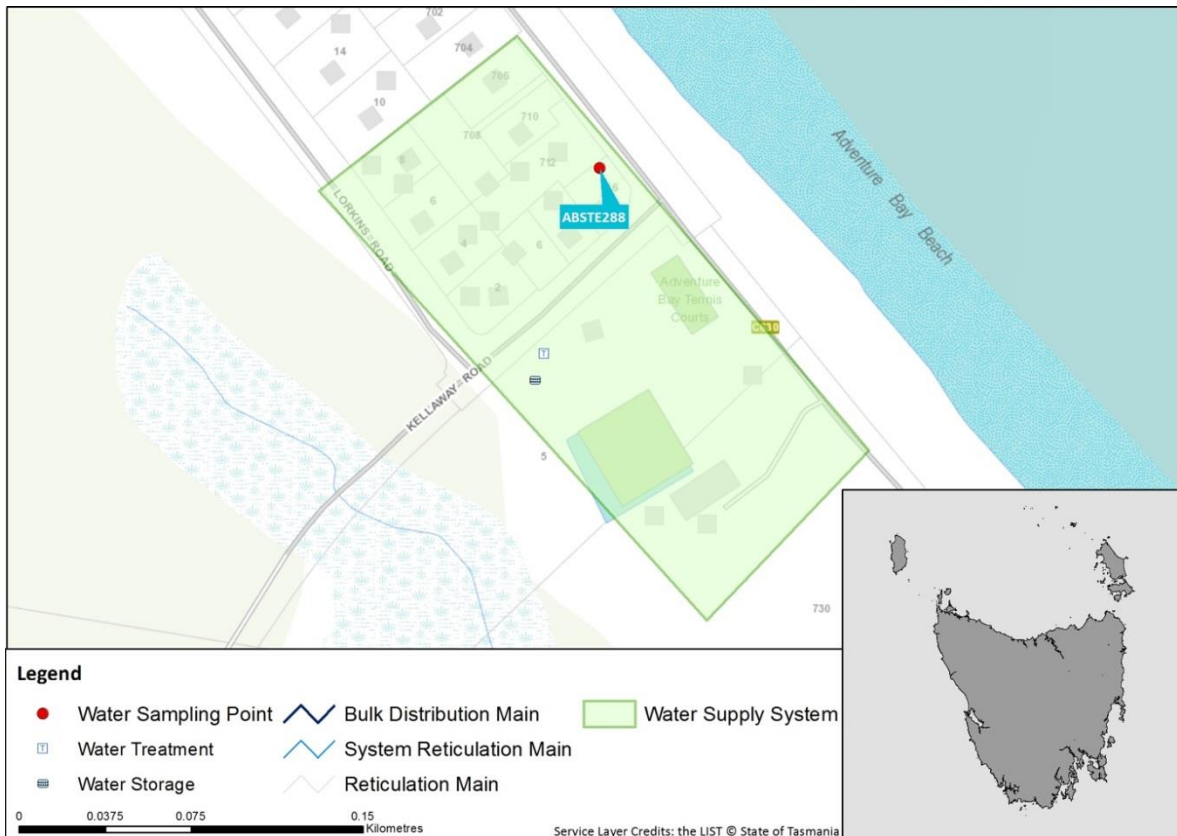 702
14
704
706
10
710
708
712
8
6
ABSTE288
LORKINS ROAD
6
4
6
2
Adventure
Bay Tennis
Courts
Adventure Bay Beach
T
KELLAWAY ROAD
5
730
Legend
Water Sampling Point
Bulk Distribution Main
Water Supply System
T
Water Treatment
System Reticulation Main
Water Storage
Reticulation Main
0
0.0375
0.075
0.15
Kilometres
Service Layer Credits: the LIST © State of Tasmania